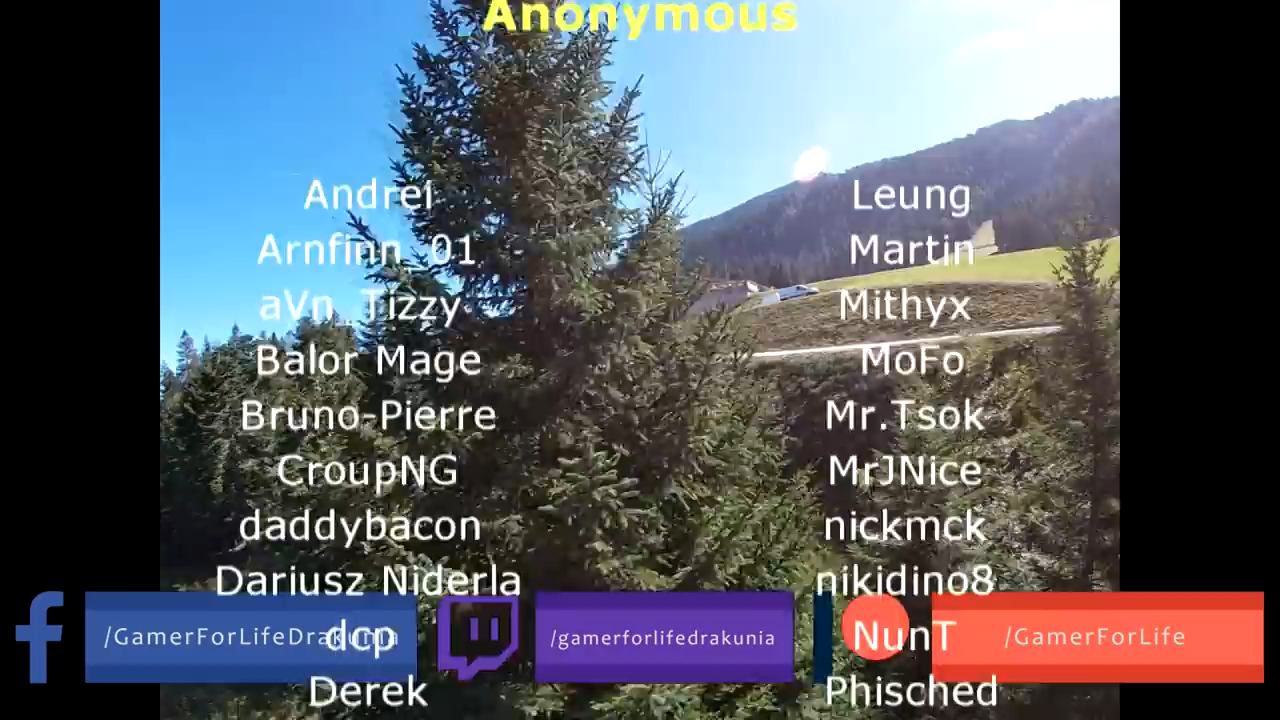 Anonymous
Andrei
Arnfinn_01
aVn_Tizzy
Balor Mage
Bruno-Pierre
CroupNG
daddybacon
Dariusz Niderla
dcp
Derek
Leung
Martin
Mithyx
MoFo
Mr.Tsok
MrJNice
nickmck
nikidino8
NunT
Phisched
/GamerForLifeDrakunia
/gamerforlifedrakunia
/GamerForLife